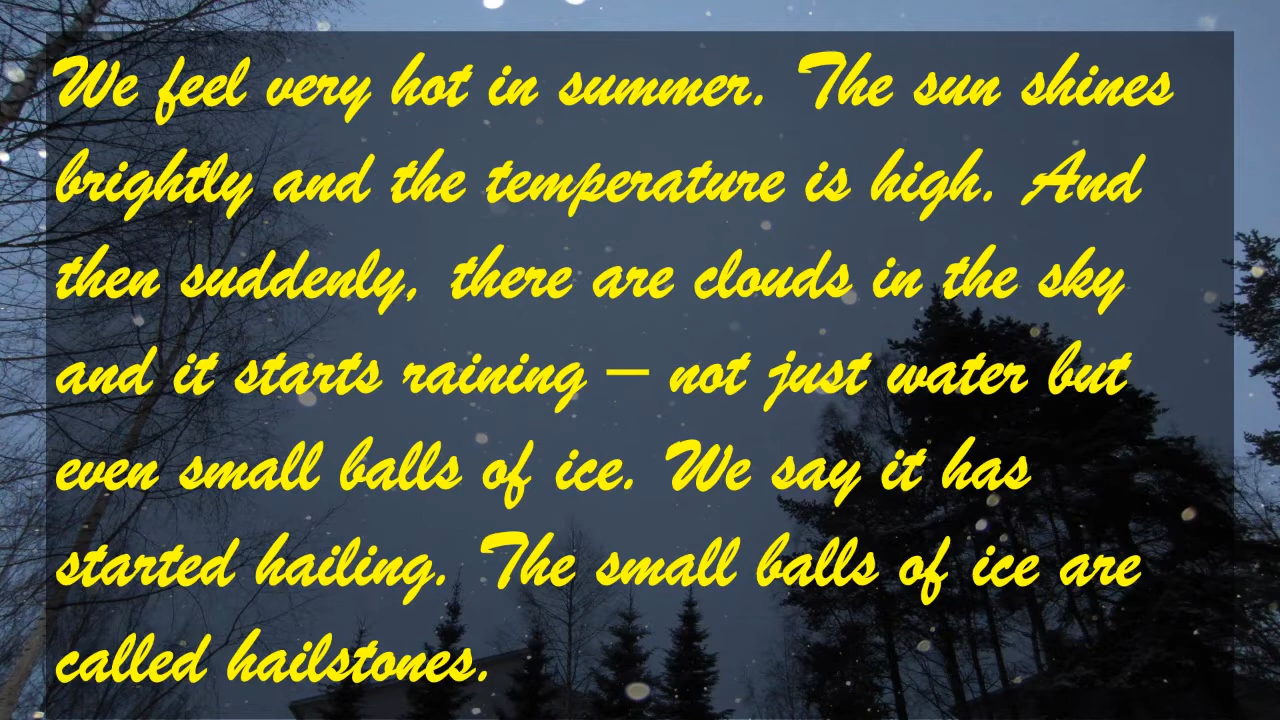 We feel very hot in summer. The sun shines
brightly and the temperature is high. And
then suddenly, there are clouds in the sky
and it starts raining – not just water but
even small balls of ice. We say it has
started hailing. The small balls of ice are
called hailstones.